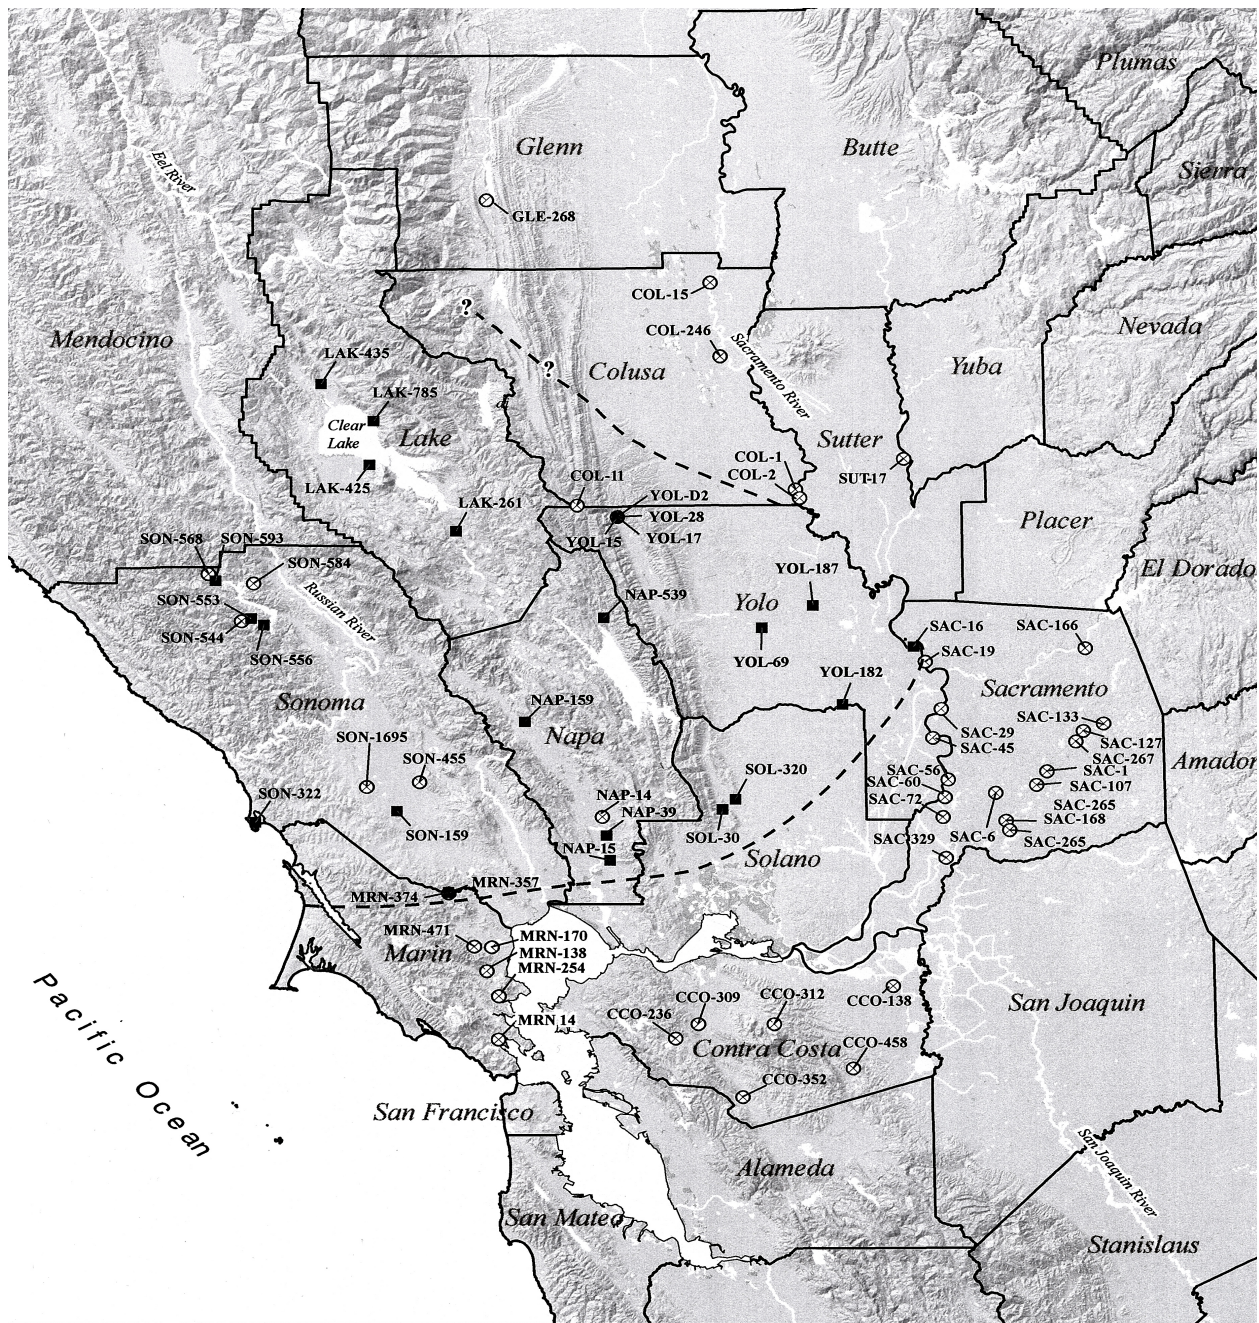 Plumas
Glenn
Butte
Eel River
Sierra
GLE-268
COL-15
?
COL-246
Nevada
Mendocino
Sacramento River
LAK-435
?
Colusa
Yuba
LAK-785
Clear
Lake
Lake
Sutter
COL-1
COL-2
SUT-17
COL-11
LAK-425
YOL-D2
LAK-261
YOL-28
Placer
YOL-15
YOL-17
SON-568
SON-593
SON-584
El Dorado
YOL-187
Russian River
NAP-539
Yolo
SON-553
SAC-16
SAC-166
SON-544
SAC-19
SON-556
YOL-69
YOL-182
Sacramento
Sonoma
NAP-159
SAC-133
Napa
SAC-29
SAC-127
SON-1695
SAC-45
SAC-267
SON-455
Amador
SOL-320
SAC-56
SAC-1
SAC-60
SAC-107
SON-322
NAP-14
SAC-72
SAC-265
NAP-39
SAC-168
SON-159
SOL-30
SAC-329
SAC-6
SAC-265
NAP-15
Solano
MRN-357
MRN-374
MRN-471
MRN-170
Marin
MRN-138
MRN-254
CCO-309
CCO-312
CCO-138
San Joaquin
CCO-236
MRN 14
Contra Costa
CCO-458
Pacific Ocean
CCO-352
San Francisco
Alameda
San Joaquin River
San Mateo
Stanislaus